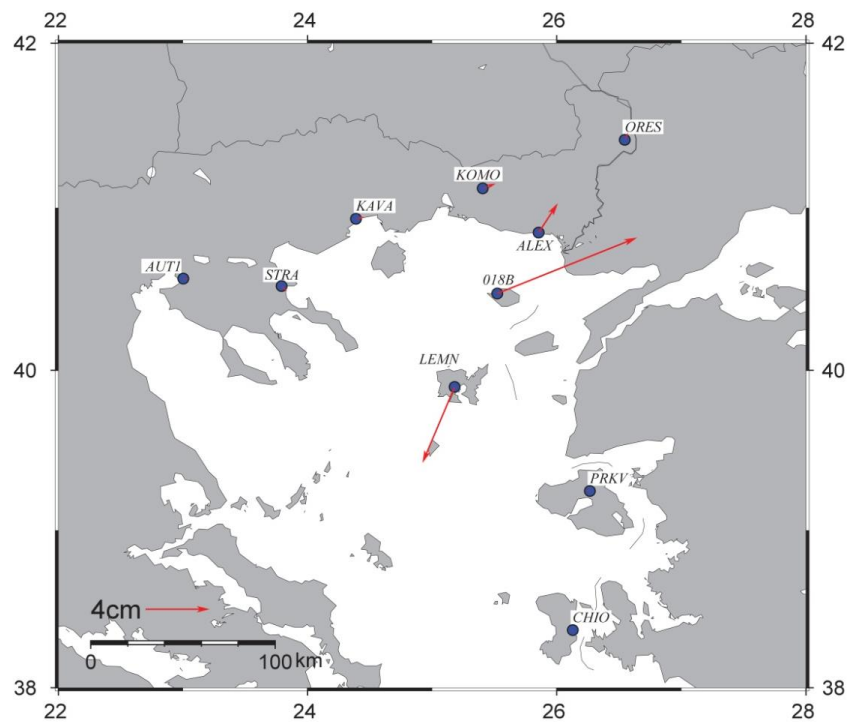 22 24 26 28
42 42
ORES
KOMO
KAVA
ALEX
AUT1 STRA 018B
40 40
LEMN
PRKV
4cm CHIO
0 100 km
38 38
22 24 26 28